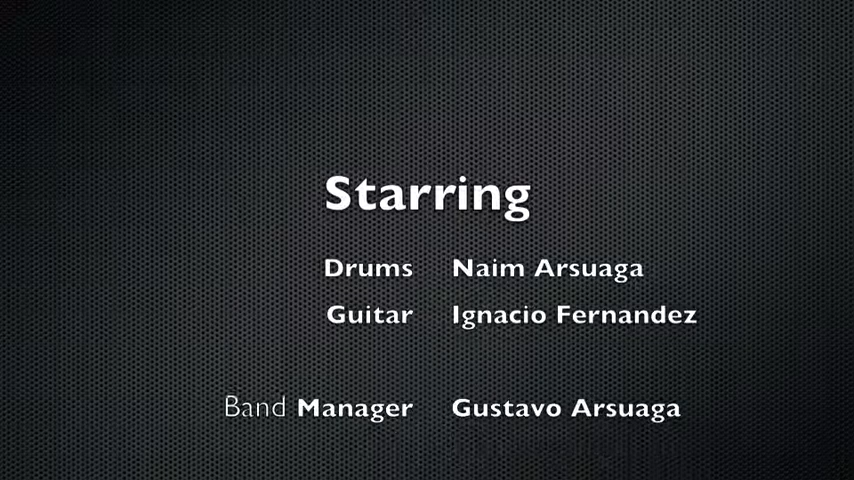 Starring
Drums Naim Arsuaga
Guitar Ignacio Fernandez
Band Manager Gustavo Arsuaga